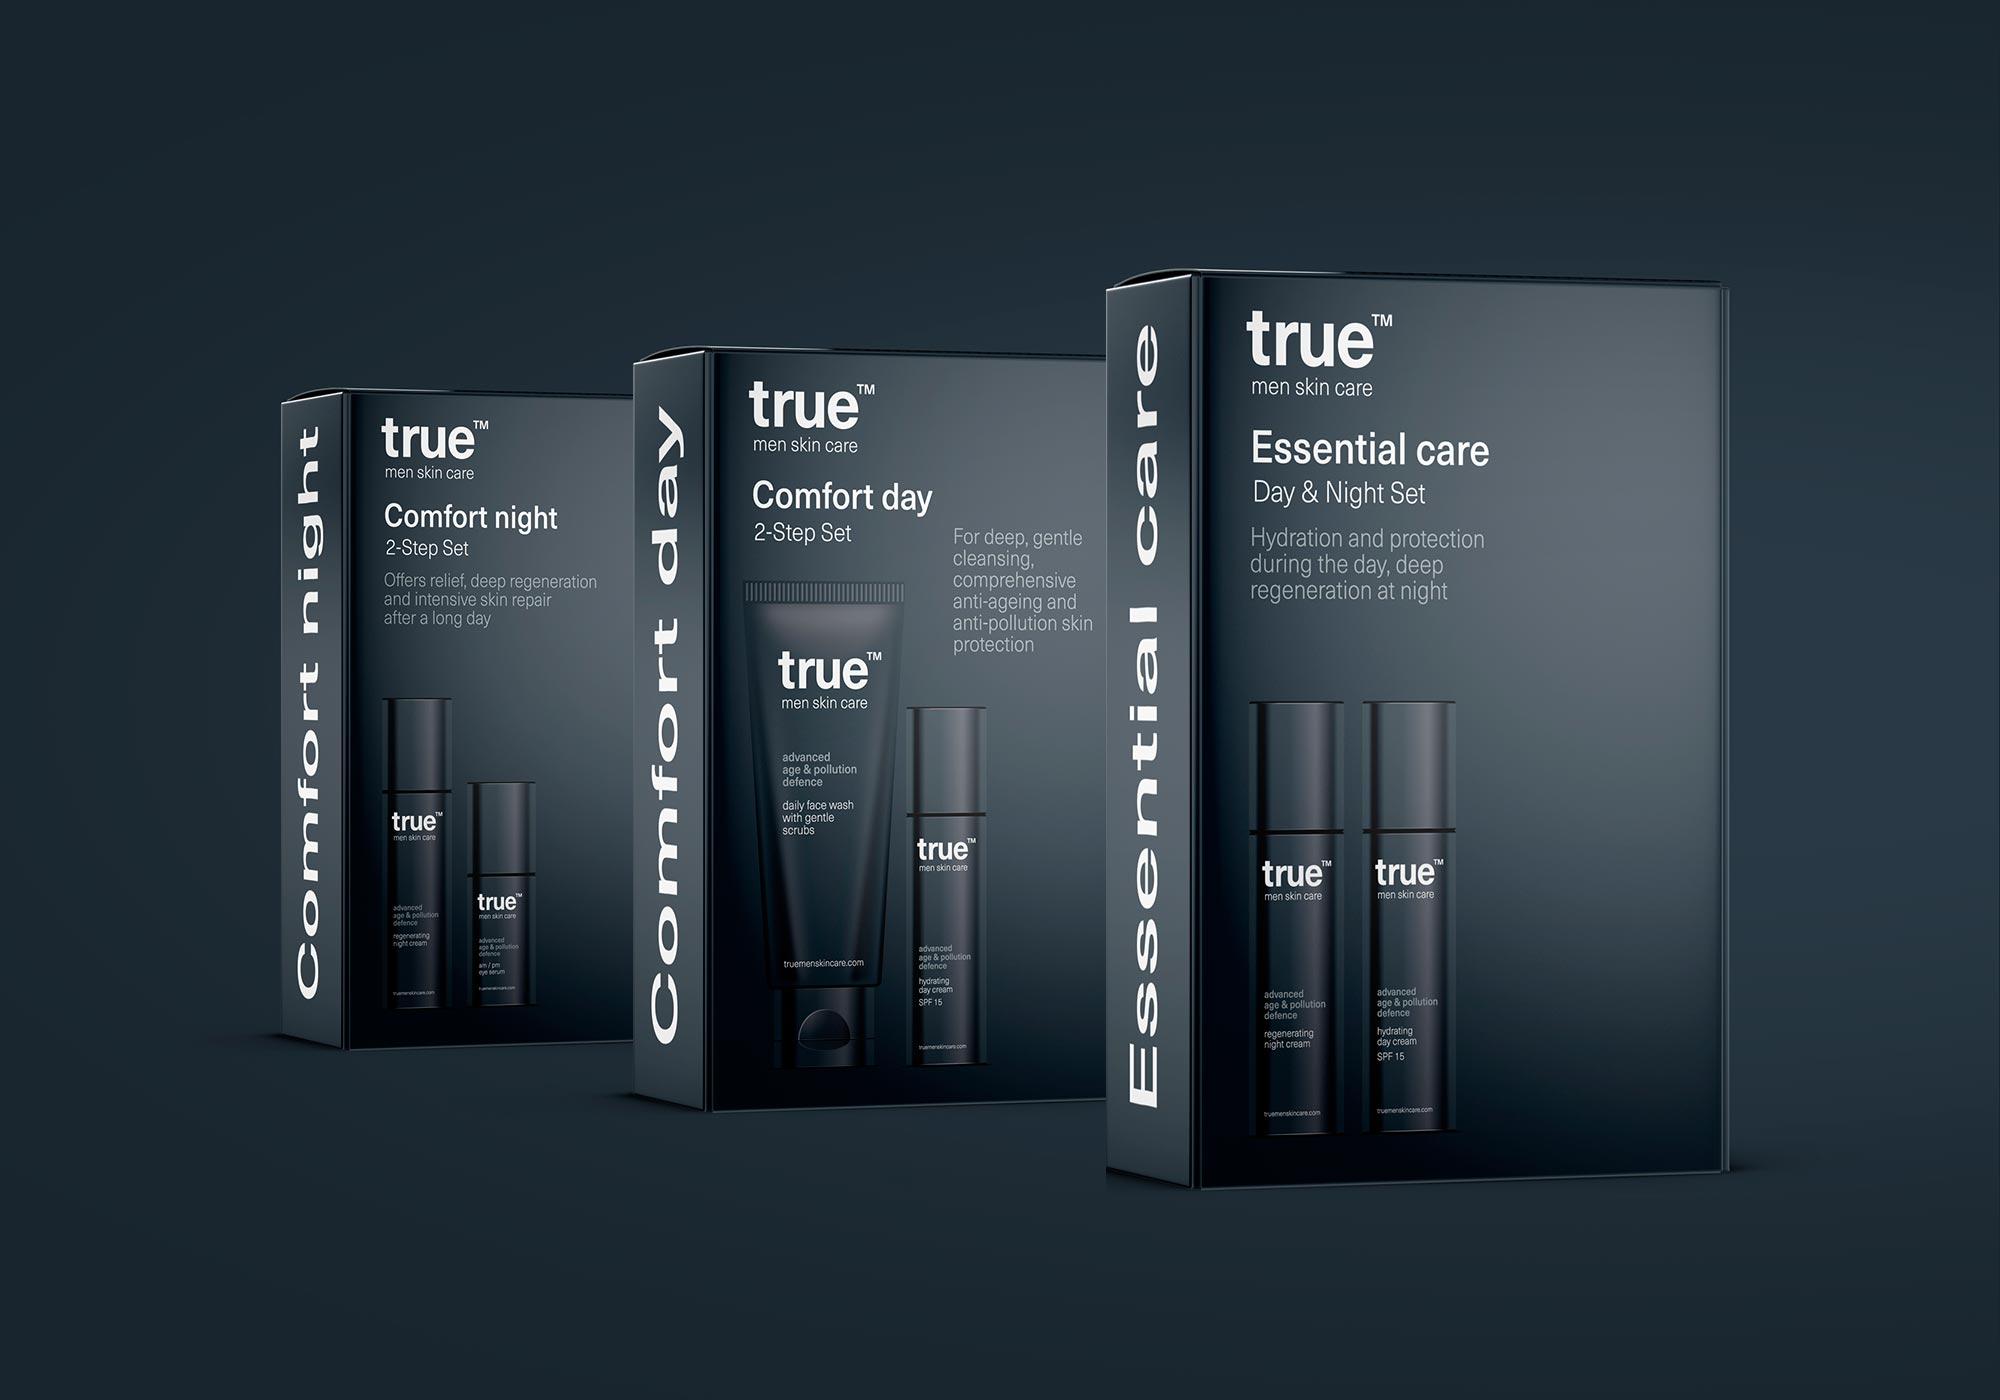 Comfort night
true™
men skin care
Comfort night
2-Step Set
Offers relief, deep regeneration
and intensive skin repair
after a long day
true™
men skin care
advanced
age & pollution
defence
regenerating
night cream
truemenskincare.com
true™
men skin care
advanced
age & pollution
defence
am / pm
eye serum
truemenskincare.com
Comfort day
true™
men skin care
Comfort day
2-Step Set
For deep, gentle
cleansing,
comprehensive
anti-ageing and
anti-pollution skin
protection
true™
men skin care
advanced
age & pollution
defence
daily face wash
with gentle
scrubs
truemenskincare.com
true™
men skin care
advanced
age & pollution
defence
hydrating
day cream
SPF 15
truemenskincare.com
Essential care
true™
men skin care
Essential care
Day & Night Set
Hydration and protection
during the day, deep
regeneration at night
true™
men skin care
advanced
age & pollution
defence
regenerating
night cream
truemenskincare.com
true™
men skin care
advanced
age & pollution
defence
hydrating
day cream
SPF 15
truemenskincare.com